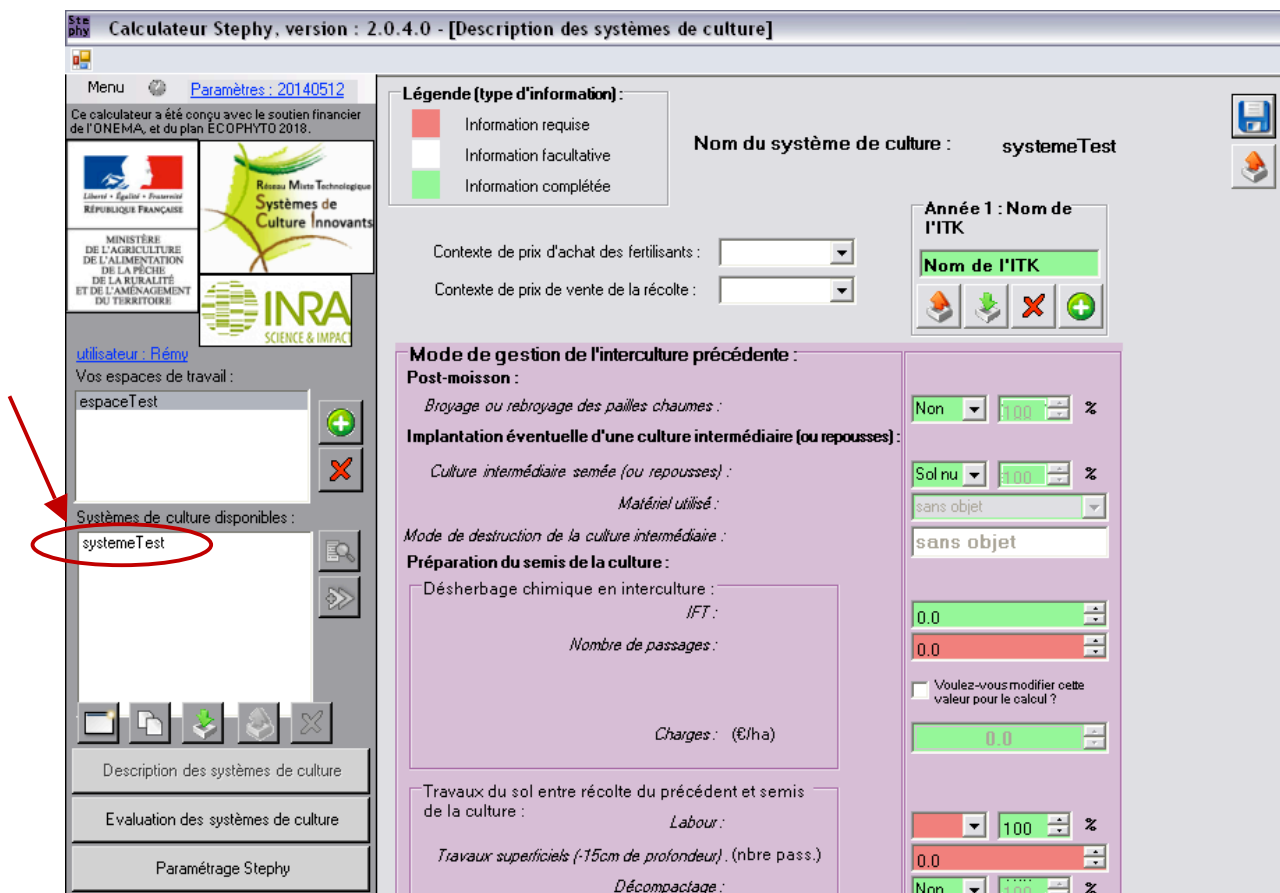 Ste
phy
Calculateur Stephy, version : 2.0.4.0 - [Description des systèmes de culture]
Menu
Paramètres : 20140512
Ce calculateur a été conçu avec le soutien financier
de l'ONEMA, et du plan ECOPHYTO 2018.
Liberté • Égalité • Fraternité
RÉPUBLIQUE FRANÇAISE
MINISTÈRE
DE L'AGRICULTURE
DE L'ALIMENTATION
DE LA PÊCHE
DE LA RURALITÉ
ET DE L'AMÉNAGEMENT
DU TERRITOIRE
Réseau Mixte Technologique
Systèmes de
Culture Innovants
INRA
SCIENCE & IMPACT
utilisateur : Rémy
Vos espaces de travail :
espaceTest
Systèmes de culture disponibles :
systemeTest
Description des systèmes de culture
Evaluation des systèmes de culture
Paramétrage Stephy
Légende (type d'information) :
Information requise
Information facultative
Information complétée
Nom du système de culture : systemeTest
Contexte de prix d'achat des fertilisants :
Contexte de prix de vente de la récolte :
Année 1 : Nom de
l'ITK
Nom de l'ITK
Mode de gestion de l'interculture précédente :
Post-moisson :
Broyage ou rebroyage des pailles chaumes : Non 100 %
Implantation éventuelle d'une culture intermédiaire (ou repousses) :
Culture intermédiaire semée (ou repousses) : Sol nu 100 %
Matériel utilisé : sans objet
Mode de destruction de la culture intermédiaire : sans objet
Préparation du semis de la culture :
Désherbage chimique en interculture :
IFT : 0.0
Nombre de passages : 0.0
Voulez-vous modifier cette
valeur pour le calcul ?
Charges : (€/ha) 0.0
Travaux du sol entre récolte du précédent et semis
de la culture :
Labour : 100 %
Travaux superficiels (-15cm de profondeur) . (nbre pass.) 0.0
Décompactage : Non 100 %